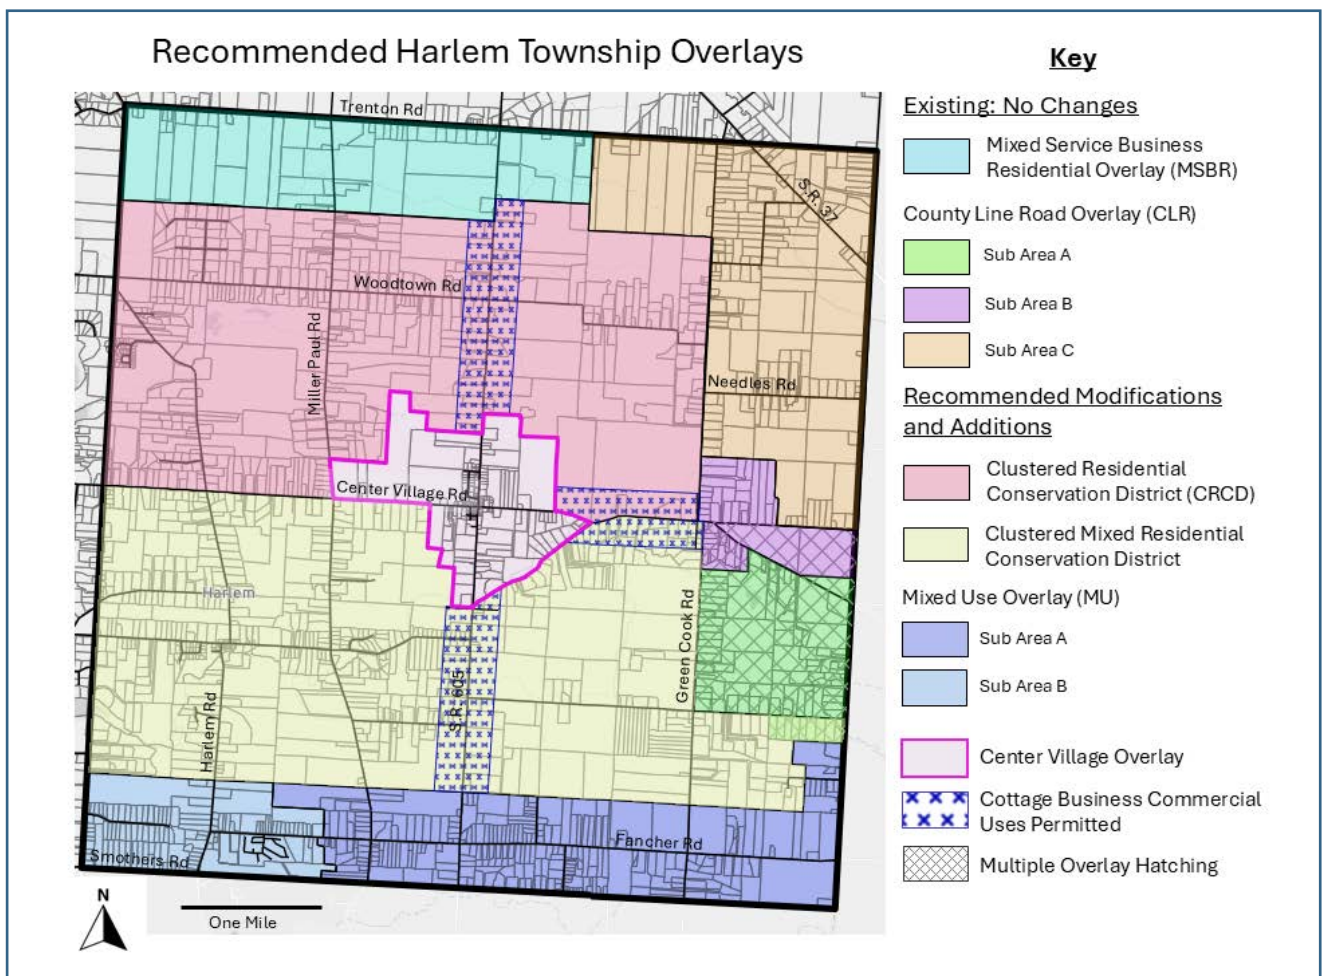 Recommended Harlem Township Overlays
Trenton Rd
S.R. 37
Woodtown Rd
Miller Paul Rd
Needles Rd
Center Village Rd
Harlem
Green Cook Rd
S.R. 605
Harlem Rd
Fancher Rd
Smothers Rd
N
One Mile
Key
Existing: No Changes
Mixed Service Business
Residential Overlay (MSBR)
County Line Road Overlay (CLR)
Sub Area A
Sub Area B
Sub Area C
Recommended Modifications
and Additions
Clustered Residential
Conservation District (CRCD)
Clustered Mixed Residential
Conservation District
Mixed Use Overlay (MU)
Sub Area A
Sub Area B
Center Village Overlay
Cottage Business Commercial
Uses Permitted
Multiple Overlay Hatching